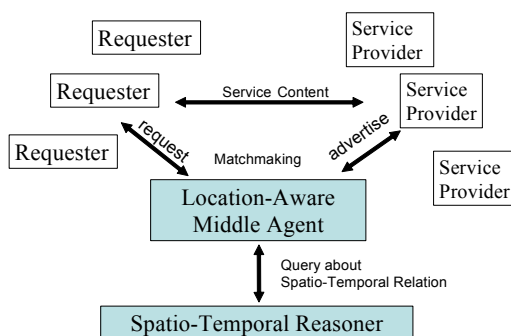 Requester
Service
Provider
Requester
Service Content
Service
Provider
Requester
request
Matchmaking
advertise
Service
Provider
Location-Aware
Middle Agent
Query about
Spatio-Temporal Relation
Spatio-Temporal Reasoner